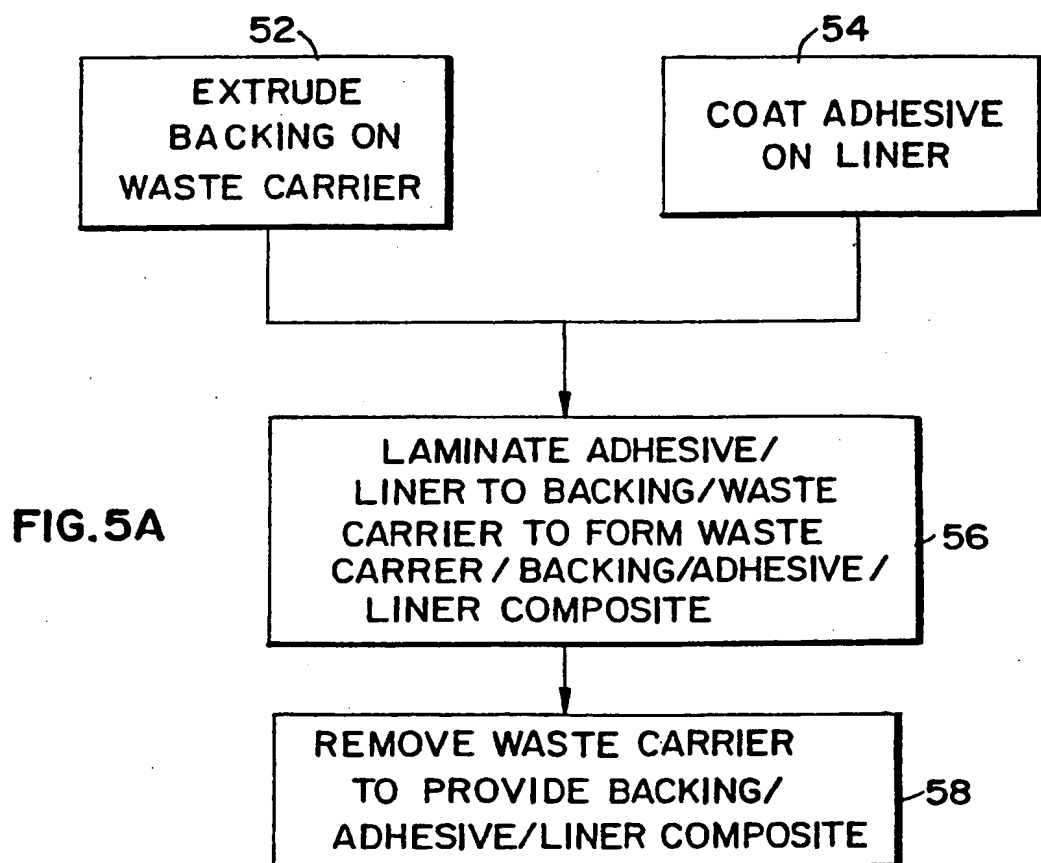 52
EXTRUDE
BACKING ON
WASTE CARRIER
54
COAT ADHESIVE
ON LINER
LAMINATE ADHESIVE/
LINER TO BACKING/WASTE
CARRIER TO FORM WASTE
CARRER/BACKING/ADHESIVE/
LINER COMPOSITE
56
FIG.5A
REMOVE WASTE CARRIER
TO PROVIDE BACKING/
ADHESIVE/LINER COMPOSITE
58